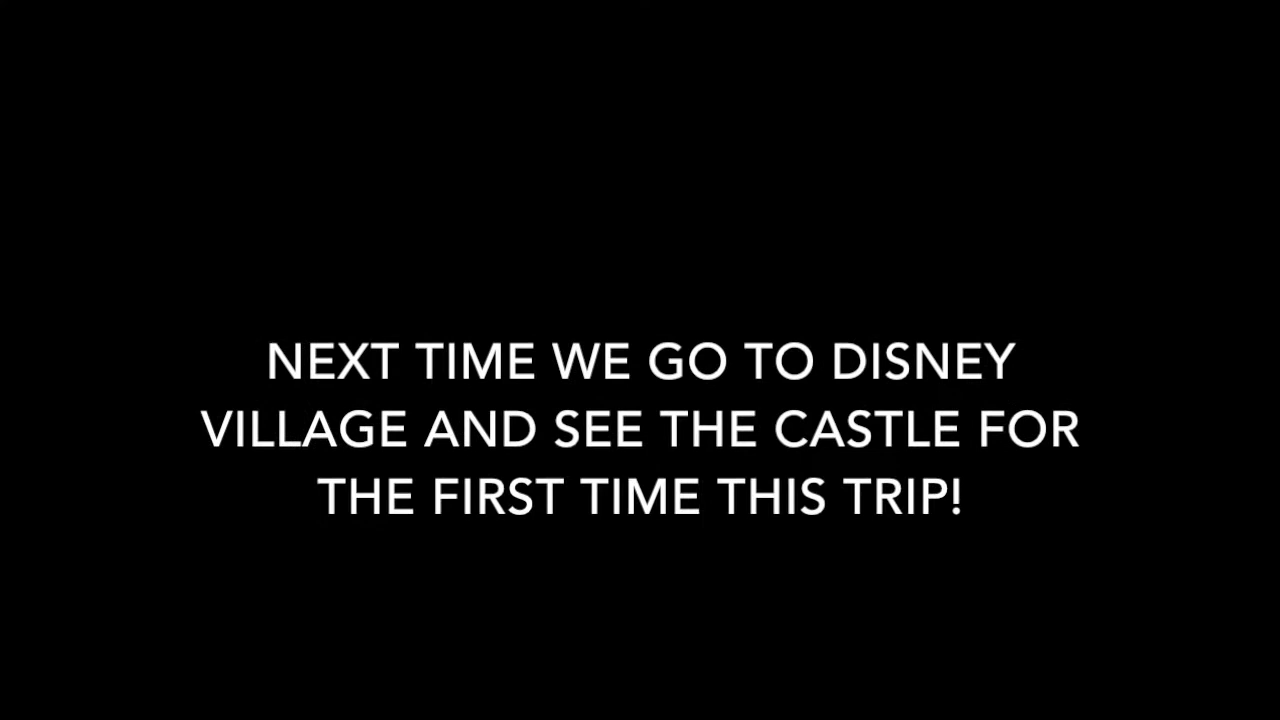 NEXT TIME WE GO TO DISNEY
VILLAGE AND SEE THE CASTLE FOR
THE FIRST TIME THIS TRIP!